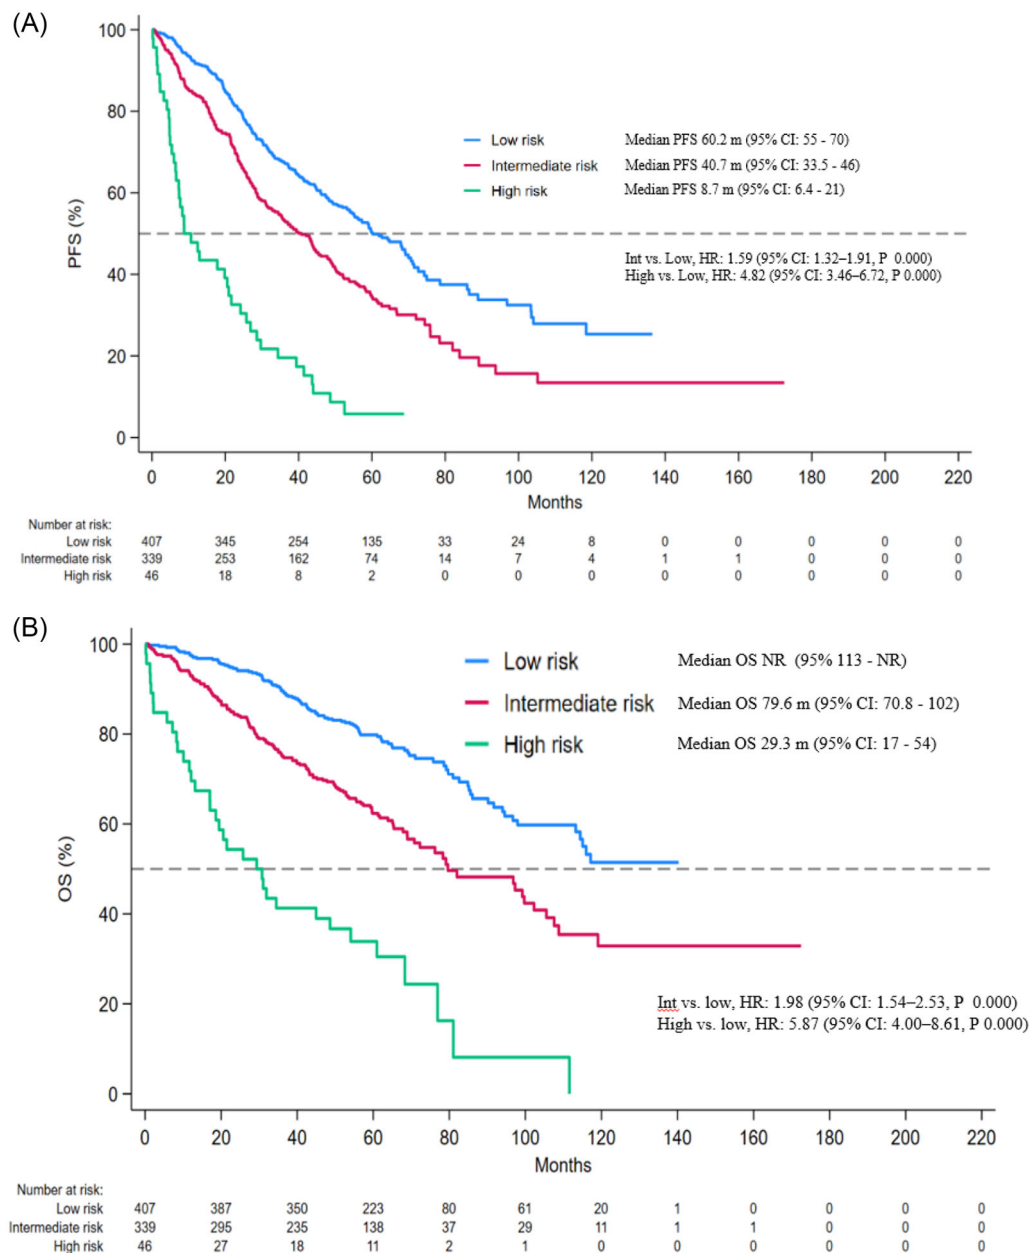 (A)
100
80
60
40
20
0
PFS (%)
Low risk Median PFS 60.2 m (95% CI: 55 - 70)
Intermediate risk Median PFS 40.7 m (95% CI: 33.5 - 46)
High risk Median PFS 8.7 m (95% CI: 6.4 - 21)
Int vs. Low, HR: 1.59 (95% CI: 1.32–1.91, P 0.000)
High vs. Low, HR: 4.82 (95% CI: 3.46–6.72, P 0.000)
0 20 40 60 80 100 120 140 160 180 200 220
Months
Number at risk:
Low risk 407 345 254 135 33 24 8 0 0 0 0 0
Intermediate risk 339 253 162 74 14 7 4 1 1 0 0 0
High risk 46 18 8 2 0 0 0 0 0 0 0 0
(B)
100
80
60
40
20
0
OS (%)
Low risk Median OS NR (95% 113 - NR)
Intermediate risk Median OS 79.6 m (95% CI: 70.8 - 102)
High risk Median OS 29.3 m (95% CI: 17 - 54)
Int vs. low, HR: 1.98 (95% CI: 1.54–2.53, P 0.000)
High vs. low, HR: 5.87 (95% CI: 4.00–8.61, P 0.000)
0 20 40 60 80 100 120 140 160 180 200 220
Months
Number at risk:
Low risk 407 387 350 223 80 61 20 1 0 0 0 0
Intermediate risk 339 295 235 138 37 29 11 1 1 0 0 0
High risk 46 27 18 11 2 1 0 0 0 0 0 0